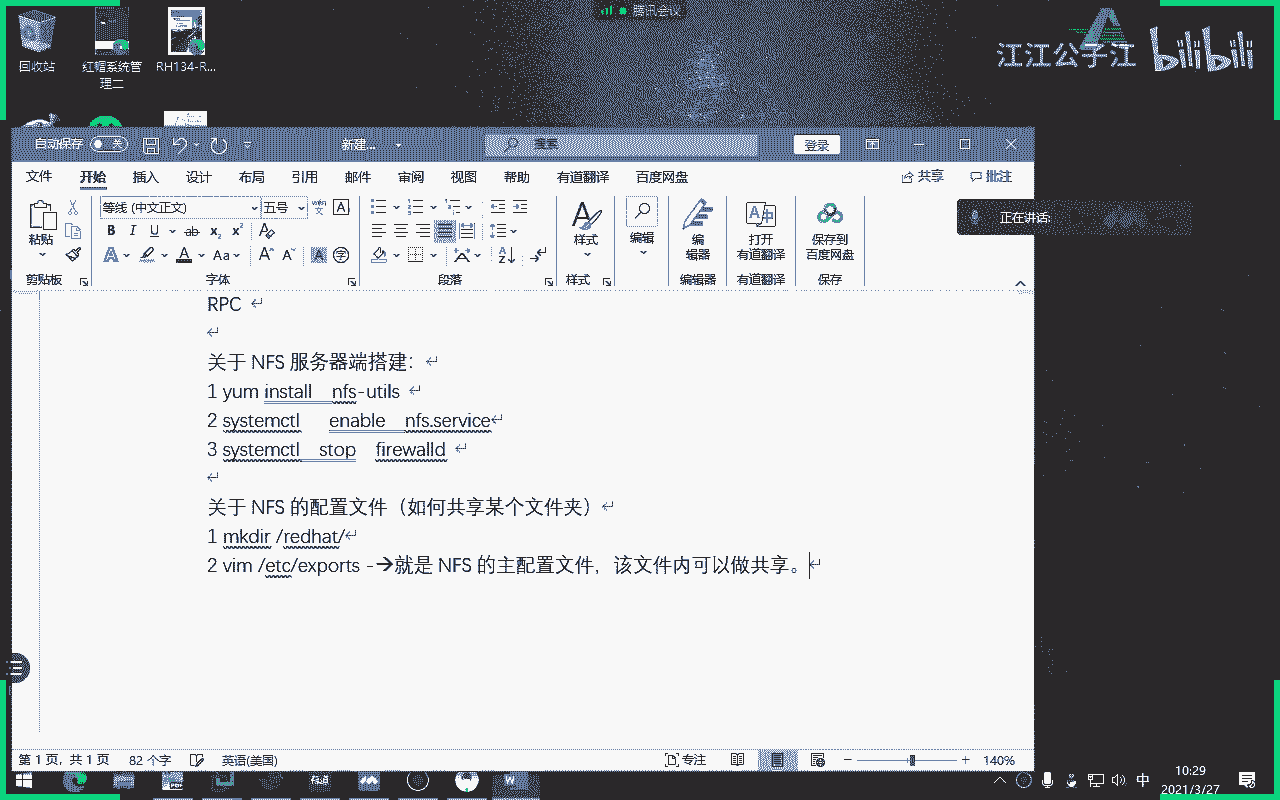 腾讯会议
江江公子江 bilibili
回收站
红帽系统管理二
RH134-R...
自动保存 关
新建...
搜索
登录
文件 开始 插入 设计 布局 引用 邮件 审阅 视图 帮助 有道翻译 百度网盘
共享 批注
等线 (中文正文) 五号
粘贴
样式
编辑
编辑器
打开有道翻译
保存到百度网盘
剪贴板 字体 段落 样式 编辑器 有道翻译 保存
正在讲话:
RPC
关于 NFS 服务器端搭建：
1 yum install nfs-utils
2 systemctl enable nfs.service
3 systemctl stop firewalld
关于 NFS 的配置文件（如何共享某个文件夹）
1 mkdir /redhat/
2 vim /etc/exports -→就是 NFS 的主配置文件，该文件内可以做共享。
第 1 页，共 1 页 82 个字 英语(美国) 专注 140%
中
10:29
2021/3/27